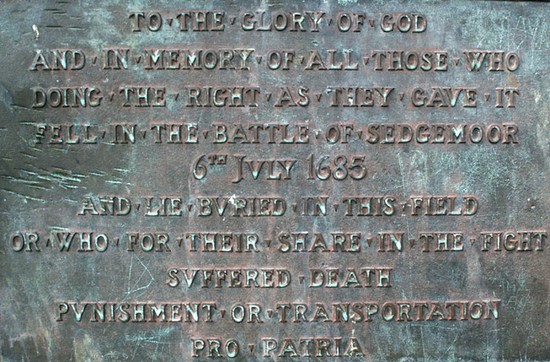 TO · THE · GLORY · OF · GOD
AND · IN · MEMORY · OF · ALL · THOSE · WHO
DOING · THE · RIGHT · AS · THEY · GAVE · IT
FELL · IN · THE · BATTLE · OF · SEDGEMOOR
6TH JVLY 1685
AND · LIE · BVRIED · IN · THIS · FIELD
OR · WHO · FOR · THEIR · SHARE · IN · THE · FIGHT
SVFFERED · DEATH
PVNISHMENT · OR · TRANSPORTATION
PRO · PATRIA